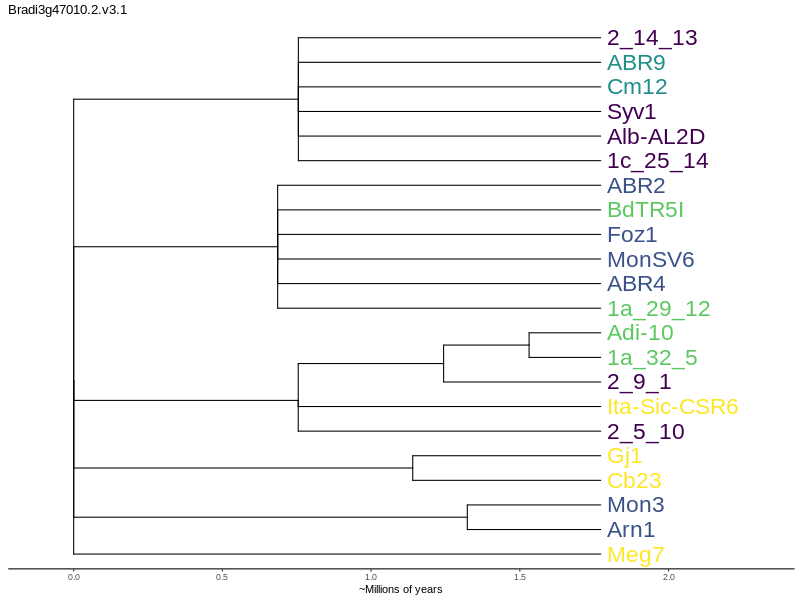 Bradi3g47010.2.v3.1
2_14_13
ABR9
Cm12
Syv1
Alb-AL2D
1c_25_14
ABR2
BdTR5I
Foz1
MonSV6
ABR4
1a_29_12
Adi-10
1a_32_5
2_9_1
Ita-Sic-CSR6
2_5_10
Gj1
Cb23
Mon3
Arn1
Meg7
0.0 0.5 1.0 1.5 2.0
~Millions of years